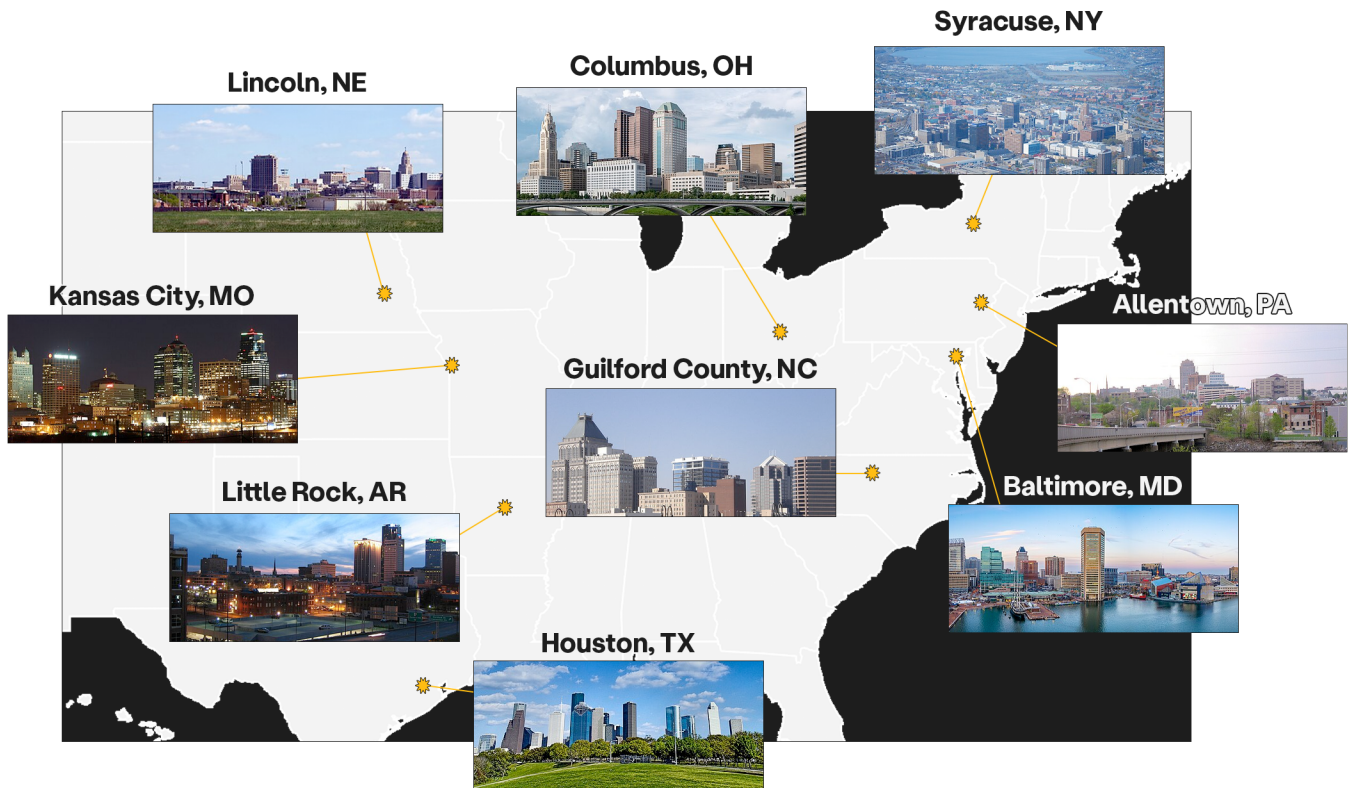 Syracuse, NY
Columbus, OH
Lincoln, NE
Kansas City, MO
Allentown, PA
Guilford County, NC
Little Rock, AR
Baltimore, MD
Houston, TX